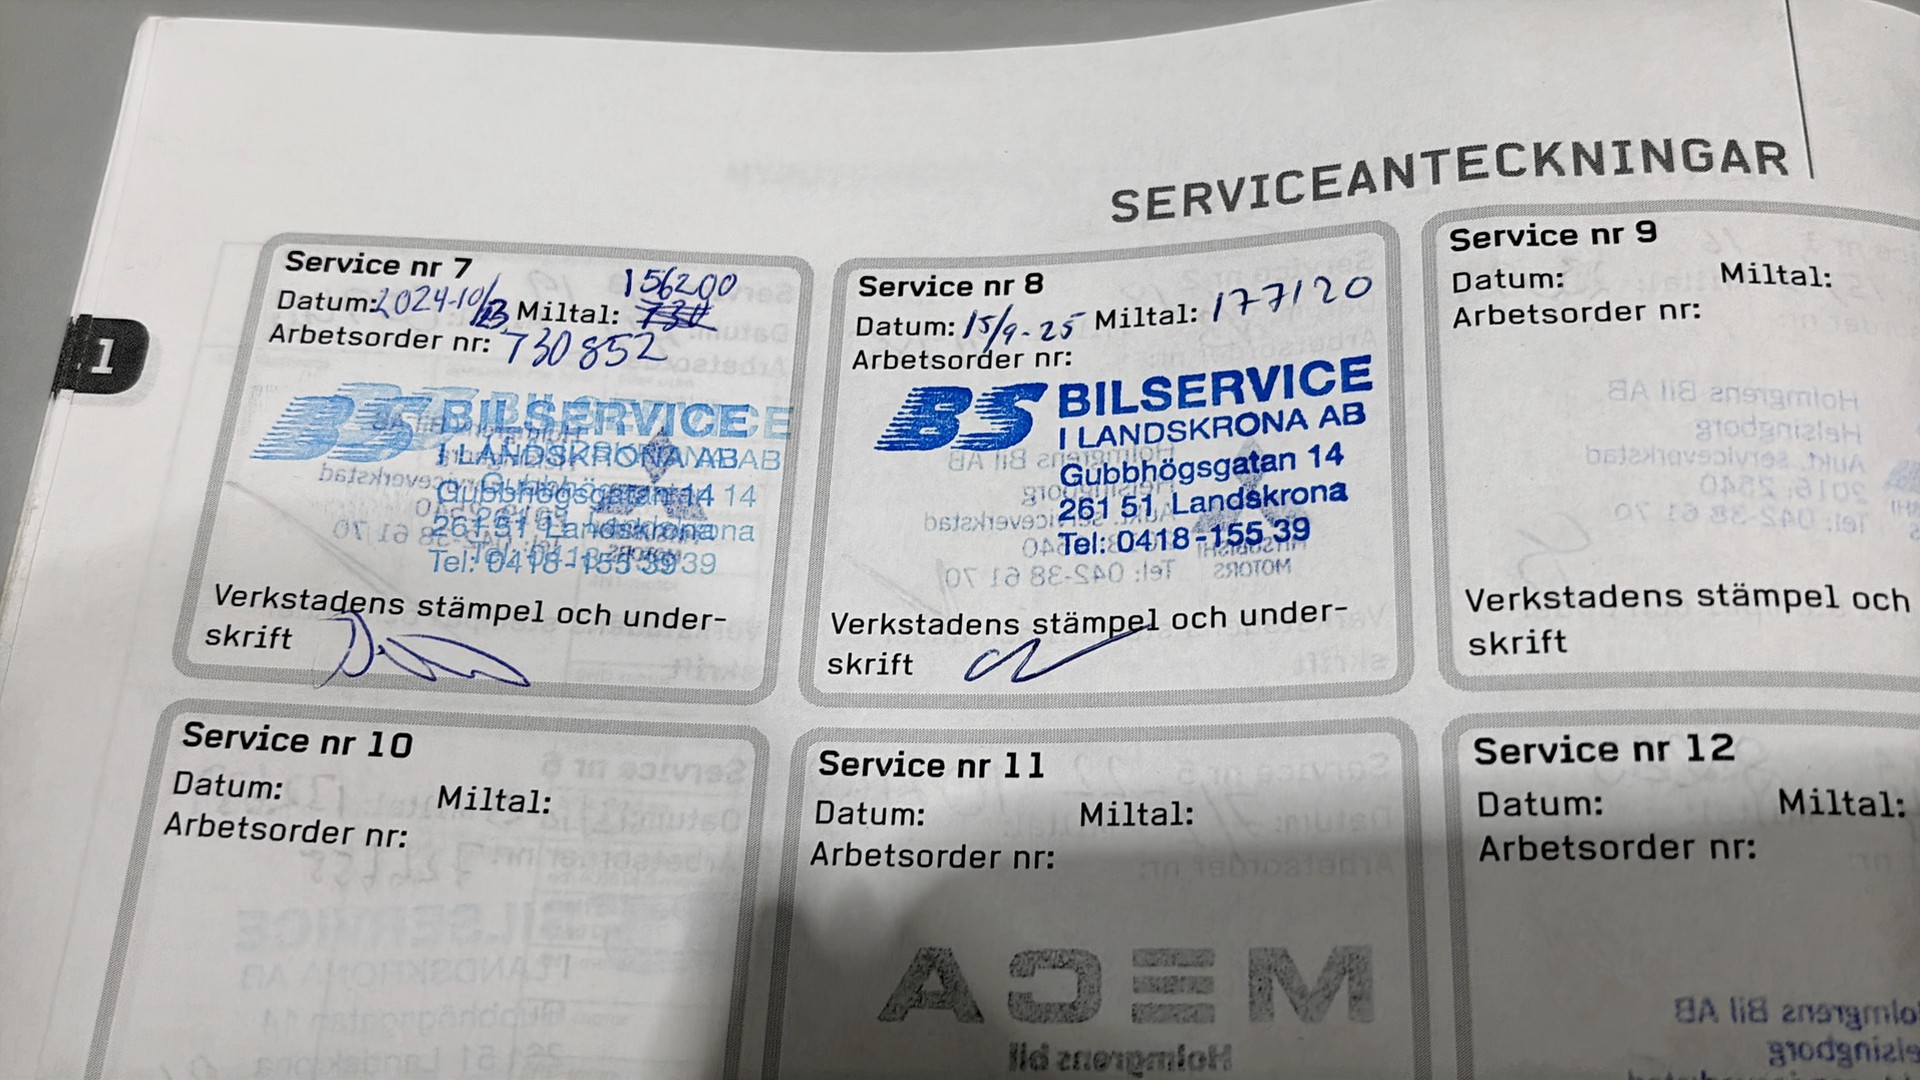 SERVICEANTECKNINGAR
1
Service nr 7
156200
Datum: 2024-10/23 Miltal:
Arbetsorder nr: 730852
BS BILSERVICE
I LANDSKRONA AB
Gubbhögsgatan 14
261 51 Landskrona
Tel: 0418-155 39
Verkstadens stämpel och under-
skrift
Service nr 8
Datum: 15/9-25 Miltal: 177120
Arbetsorder nr:
BS BILSERVICE
I LANDSKRONA AB
Gubbhögsgatan 14
261 51 Landskrona
Tel: 0418-155 39
Verkstadens stämpel och under-
skrift
Service nr 9
Datum: Miltal:
Arbetsorder nr:
Verkstadens stämpel och
skrift
Service nr 10
Datum: Miltal:
Arbetsorder nr:
Service nr 11
Datum: Miltal:
Arbetsorder nr:
Service nr 12
Datum: Miltal:
Arbetsorder nr: